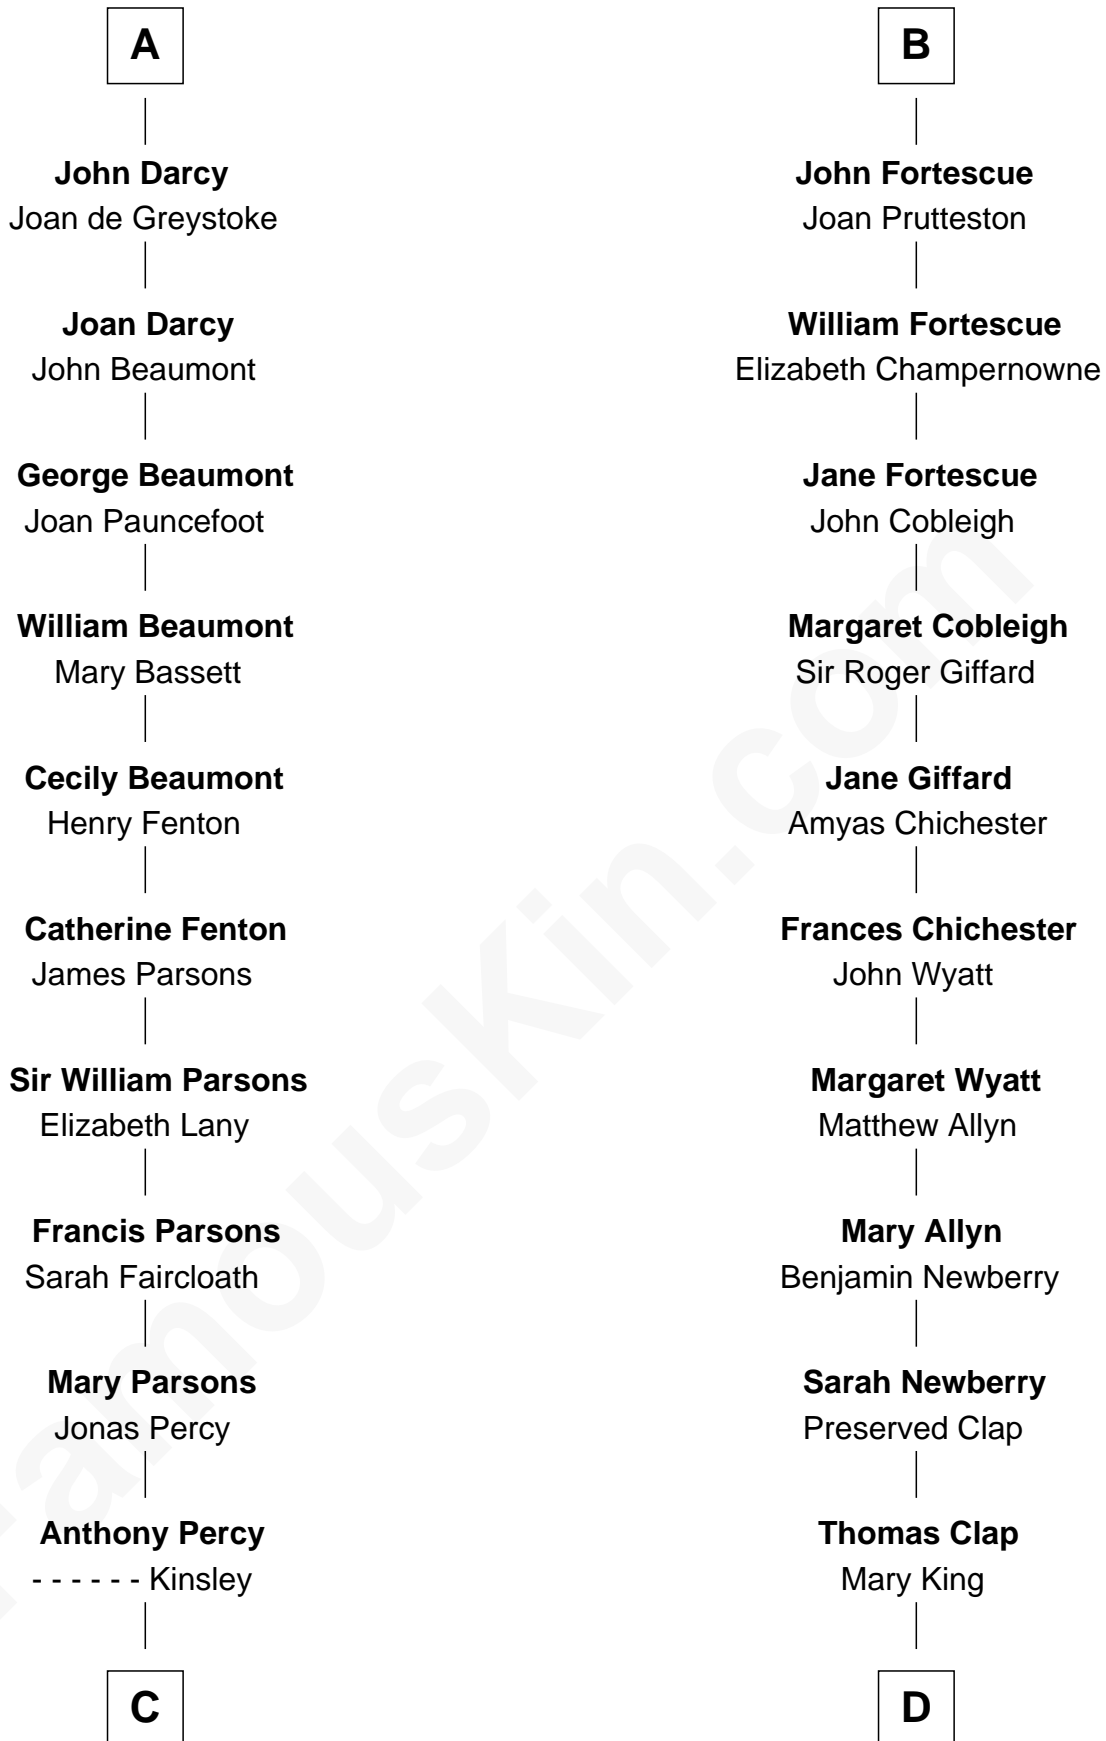 A
John Darcy
Joan de Greystoke
Joan Darcy
John Beaumont
George Beaumont
Joan Pauncefoot
William Beaumont
Mary Bassett
Cecily Beaumont
Henry Fenton
Catherine Fenton
James Parsons
Sir William Parsons
Elizabeth Lany
Francis Parsons
Sarah Faircloath
Mary Parsons
Jonas Percy
Anthony Percy
- - - - - - Kinsley
C
B
John Fortescue
Joan Prutteston
William Fortescue
Elizabeth Champernowne
Jane Fortescue
John Cobleigh
Margaret Cobleigh
Sir Roger Giffard
Jane Giffard
Amyas Chichester
Frances Chichester
John Wyatt
Margaret Wyatt
Matthew Allyn
Mary Allyn
Benjamin Newberry
Sarah Newberry
Preserved Clap
Thomas Clap
Mary King
D
FamousKin.com